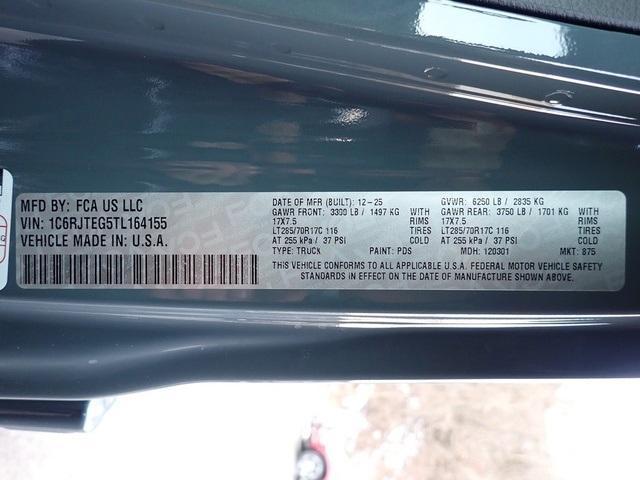 MFD BY: FCA US LLC
VIN: 1C6RJTEG5TL164155
VEHICLE MADE IN: U.S.A.
DATE OF MFR (BUILT): 12-25 GVWR: 6250 LB / 2835 KG
GAWR FRONT: 3300 LB / 1497 KG WITH GAWR REAR: 3750 LB / 1701 KG WITH
17X7.5 RIMS 17X7.5 RIMS
LT285/70R17C 116 TIRES LT285/70R17C 116 TIRES
AT 255 kPa / 37 PSI COLD AT 255 kPa / 37 PSI COLD
TYPE: TRUCK PAINT: PDS MDH: 120301 MKT: 875
THIS VEHICLE CONFORMS TO ALL APPLICABLE U.S.A. FEDERAL MOTOR VEHICLE SAFETY
STANDARDS IN EFFECT ON THE DATE OF MANUFACTURE SHOWN ABOVE.